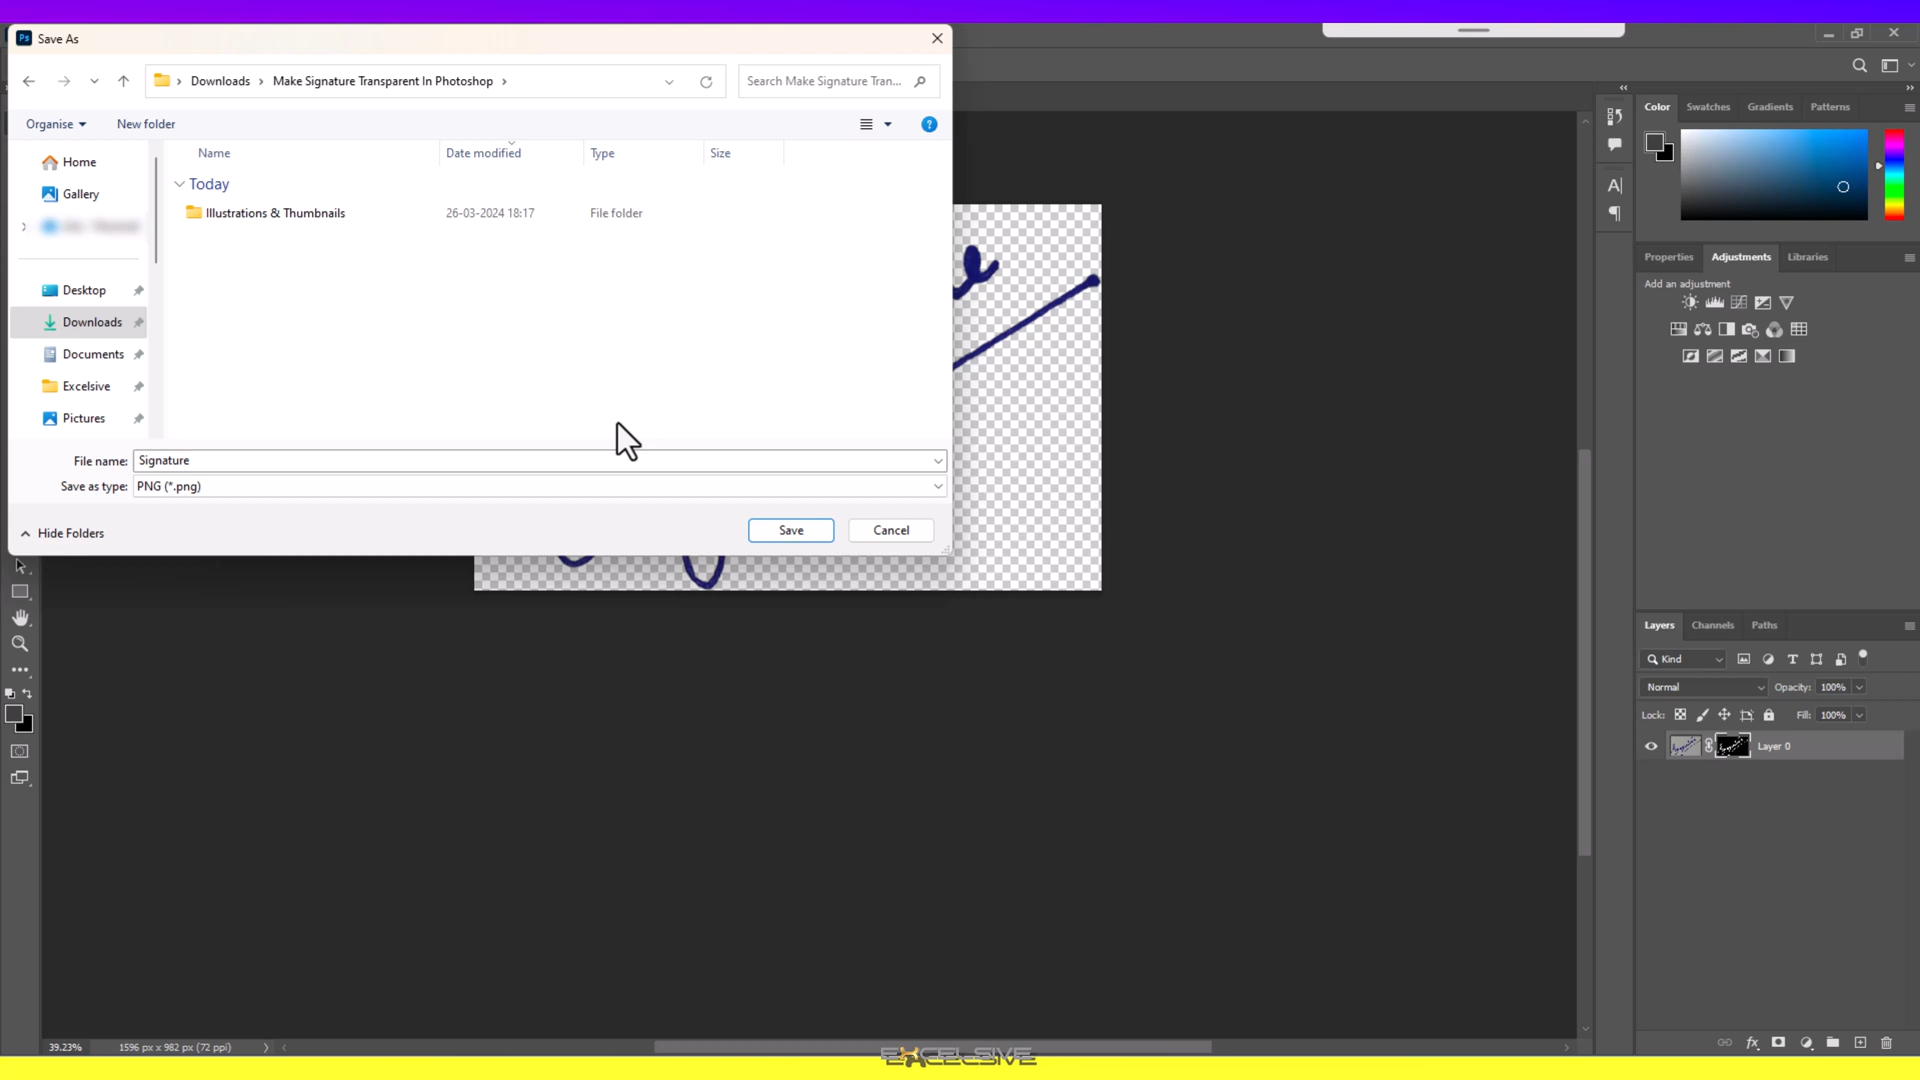 Ps Save As
Downloads Make Signature Transparent In Photoshop
Search Make Signature Tran...
Organise New folder
?
Name Date modified Type Size
Today
Illustrations & Thumbnails 26-03-2024 18:17 File folder
Home
Gallery
Desktop
Downloads
Documents
Excelsive
Pictures
File name: Signature
Save as type: PNG (*.png)
Hide Folders
Save Cancel
Color Swatches Gradients Patterns
Properties Adjustments Libraries
Add an adjustment
Layers Channels Paths
Kind
Normal Opacity: 100%
Lock: Fill: 100%
Layer 0
fx
39.23% 1596 px x 982 px (72 ppi)
EXCELSIVE